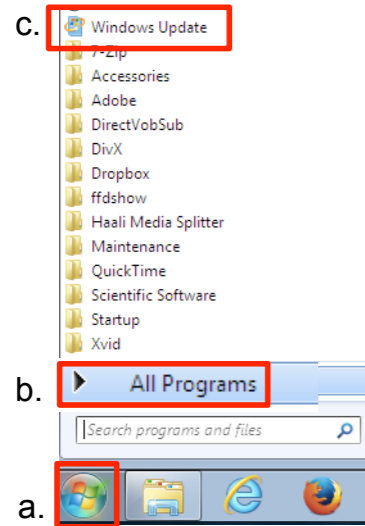 c. Windows Update
7-Zip
Accessories
Adobe
DirectVobSub
DivX
Dropbox
ffdshow
Haali Media Splitter
Maintenance
QuickTime
Scientific Software
Startup
Xvid
b. All Programs
Search programs and files
a.